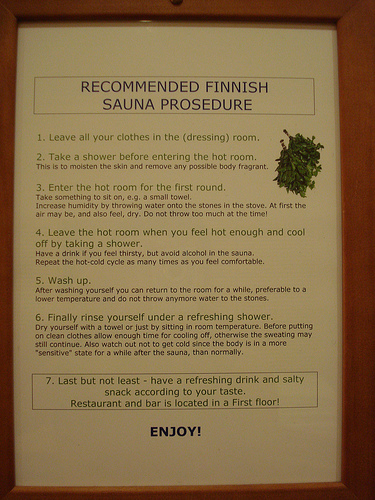 RECOMMENDED FINNISH
SAUNA PROSEDURE
1. Leave all your clothes in the (dressing) room.
2. Take a shower before entering the hot room.
This is to moisten the skin and remove any possible body fragrant.
3. Enter the hot room for the first round.
Take something to sit on, e.g. a small towel.
Increase humidity by throwing water onto the stones in the stove. At first the
air may be, and also feel, dry. Do not throw too much at the time!
4. Leave the hot room when you feel hot enough and cool
off by taking a shower.
Have a drink if you feel thirsty, but avoid alcohol in the sauna.
Repeat the hot-cold cycle as many times as you feel comfortable.
5. Wash up.
After washing yourself you can return to the room for a while, preferable to a
lower temperature and do not throw anymore water to the stones.
6. Finally rinse yourself under a refreshing shower.
Dry yourself with a towel or just by sitting in room temperature. Before putting
on clean clothes allow enough time for cooling off, otherwise the sweating may
still continue. Also watch out not to get cold since the body is in a more
"sensitive" state for a while after the sauna, than normally.
7. Last but not least - have a refreshing drink and salty
snack according to your taste.
Restaurant and bar is located in a First floor!
ENJOY!